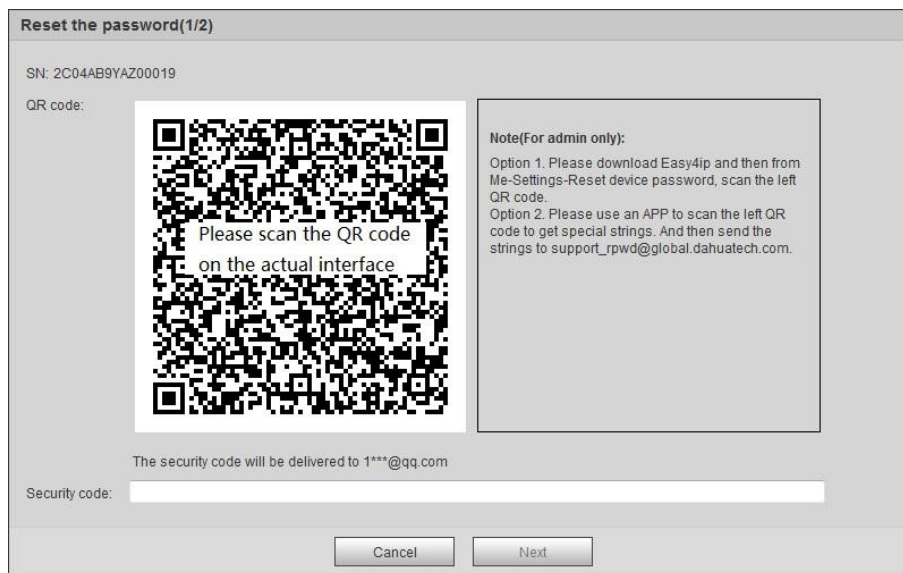 Reset the password(1/2)
SN: 2C04AB9YAZ00019
QR code:
Please scan the QR code
on the actual interface
Note(For admin only):
Option 1. Please download Easy4ip and then from
Me-Settings-Reset device password, scan the left
QR code.
Option 2. Please use an APP to scan the left QR
code to get special strings. And then send the
strings to support_rpwd@global.dahuatech.com.
The security code will be delivered to 1***@qq.com
Security code:
Cancel
Next